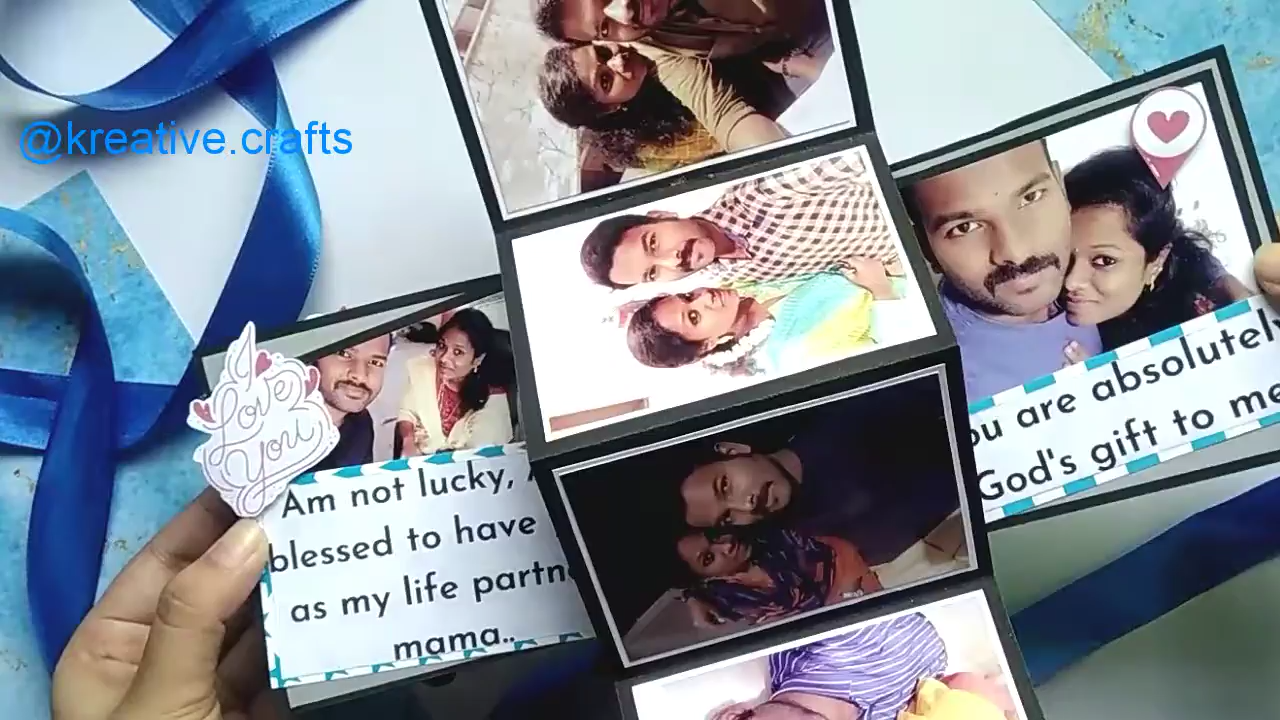 @kreative.crafts
I
Love
You
Am not lucky,
blessed to have
as my life partn
mama..
ou are absolutely
God's gift to me